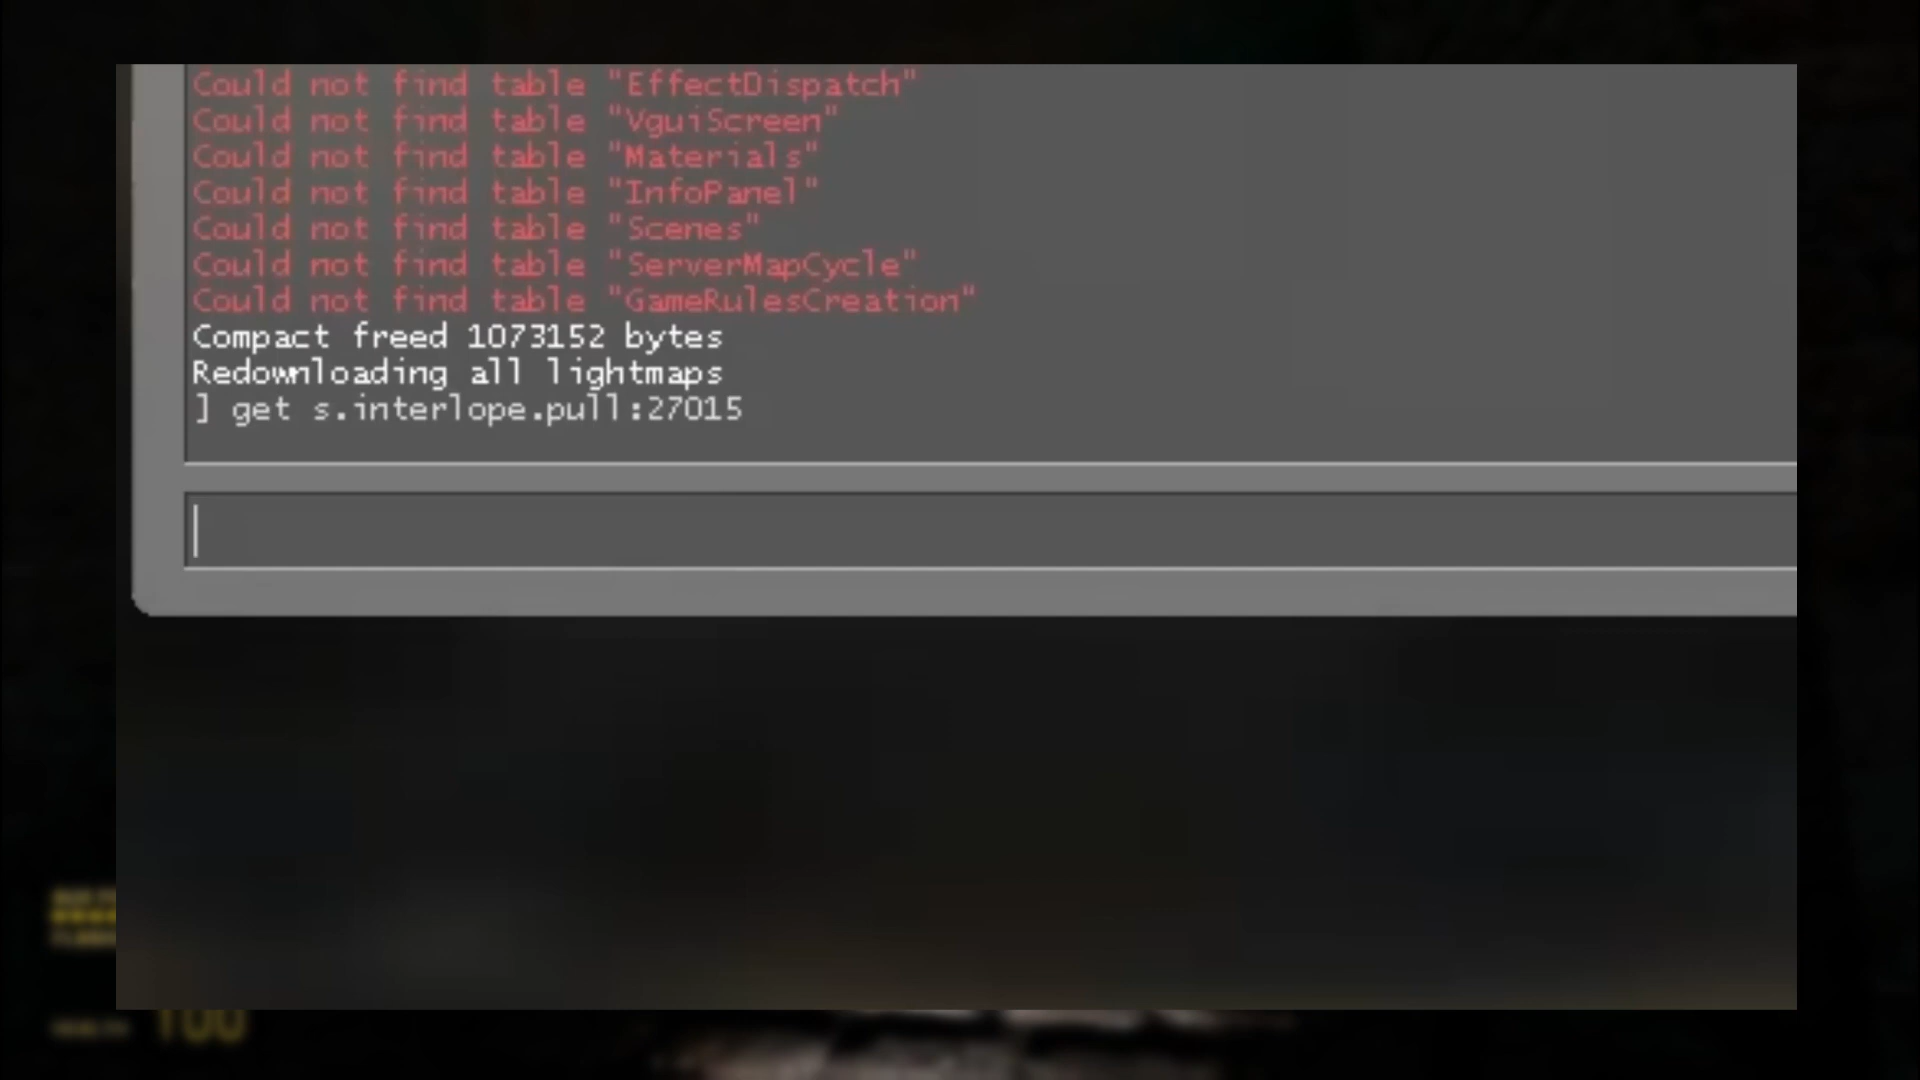 Could not find table "EffectDispatch"
Could not find table "VguiScreen"
Could not find table "Materials"
Could not find table "InfoPanel"
Could not find table "Scenes"
Could not find table "ServerMapCycle"
Could not find table "GameRulesCreation"
Compact freed 1073152 bytes
Redownloading all lightmaps
] get s.interlope.pull:27015
100